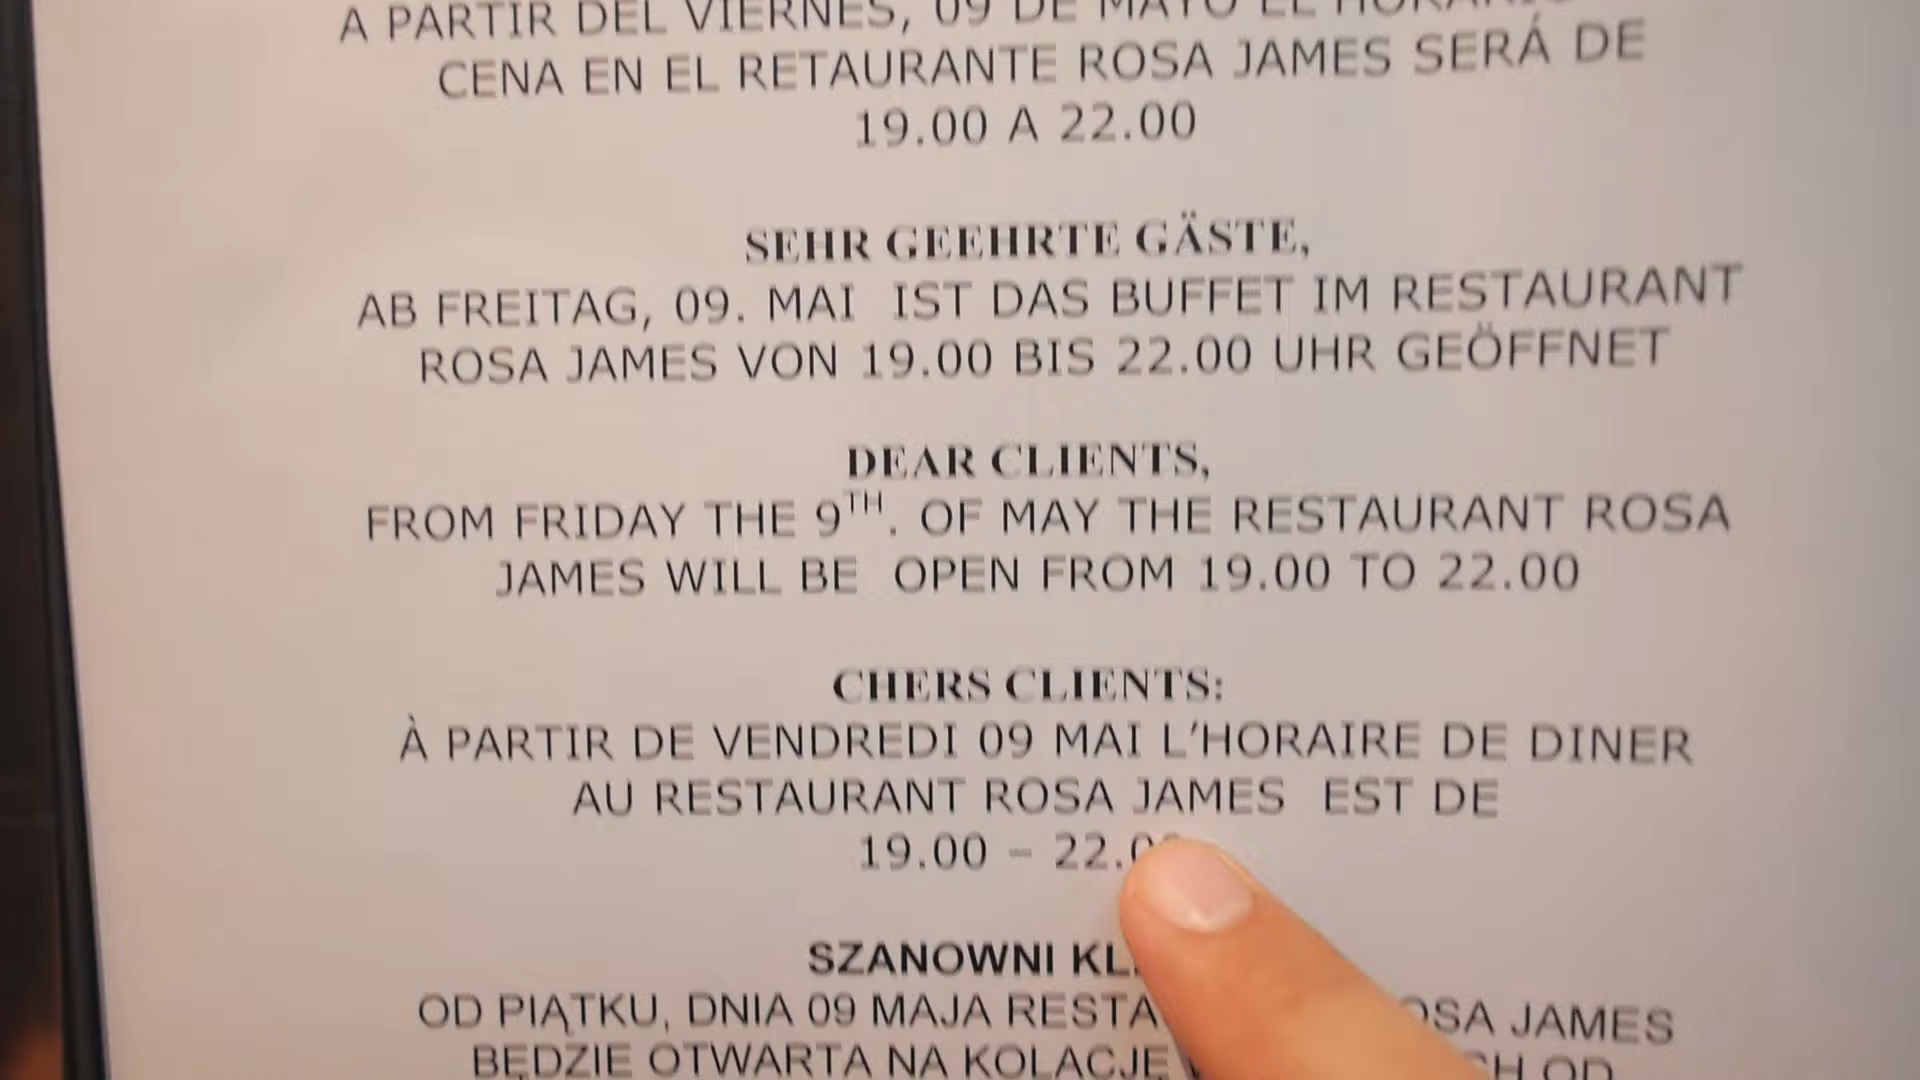 A PARTIR DEL VIERNES, 09 DE MAYO EL HORARIO
CENA EN EL RETAURANTE ROSA JAMES SERÁ DE
19.00 A 22.00
SEHR GEEHRTE GÄSTE,
AB FREITAG, 09. MAI IST DAS BUFFET IM RESTAURANT
ROSA JAMES VON 19.00 BIS 22.00 UHR GEÖFFNET
DEAR CLIENTS,
FROM FRIDAY THE 9TH. OF MAY THE RESTAURANT ROSA
JAMES WILL BE OPEN FROM 19.00 TO 22.00
CHERS CLIENTS:
À PARTIR DE VENDREDI 09 MAI L'HORAIRE DE DINER
AU RESTAURANT ROSA JAMES EST DE
19.00 –
SZANOWNI
OD PIĄTKU, DNIA 09 MAJA JAMES
BĘDZIE OTWARTA NA KOLACJĘ OD